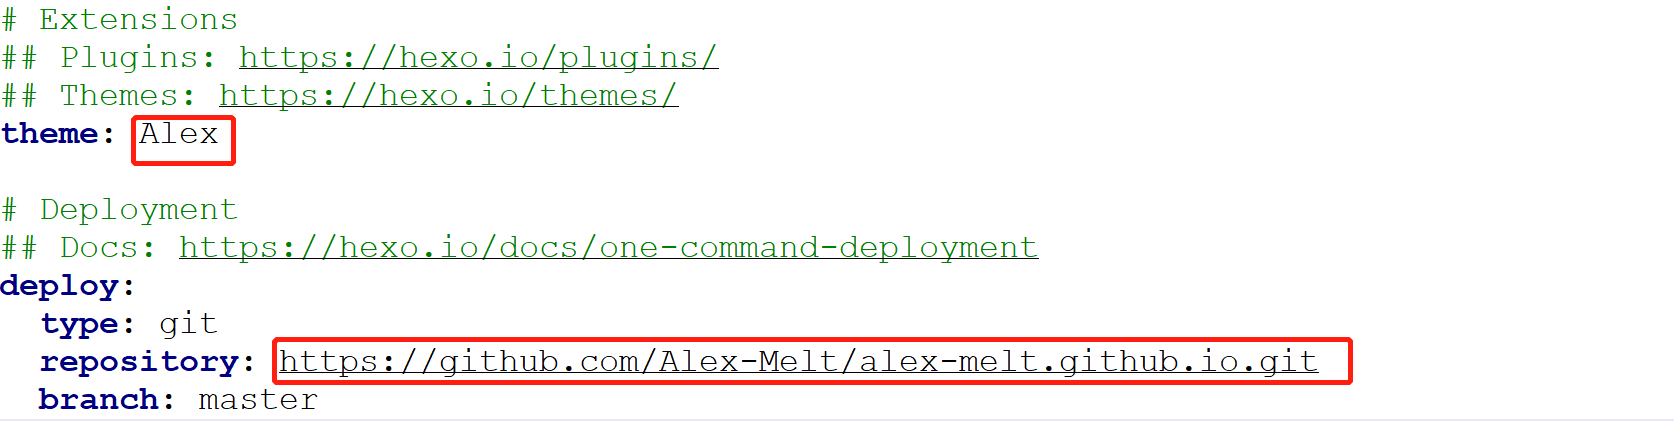 # Extensions
## Plugins: https://hexo.io/plugins/
## Themes: https://hexo.io/themes/
theme: Alex
# Deployment
## Docs: https://hexo.io/docs/one-command-deployment
deploy:
  type: git
  repository: https://github.com/Alex-Melt/alex-melt.github.io.git
  branch: master